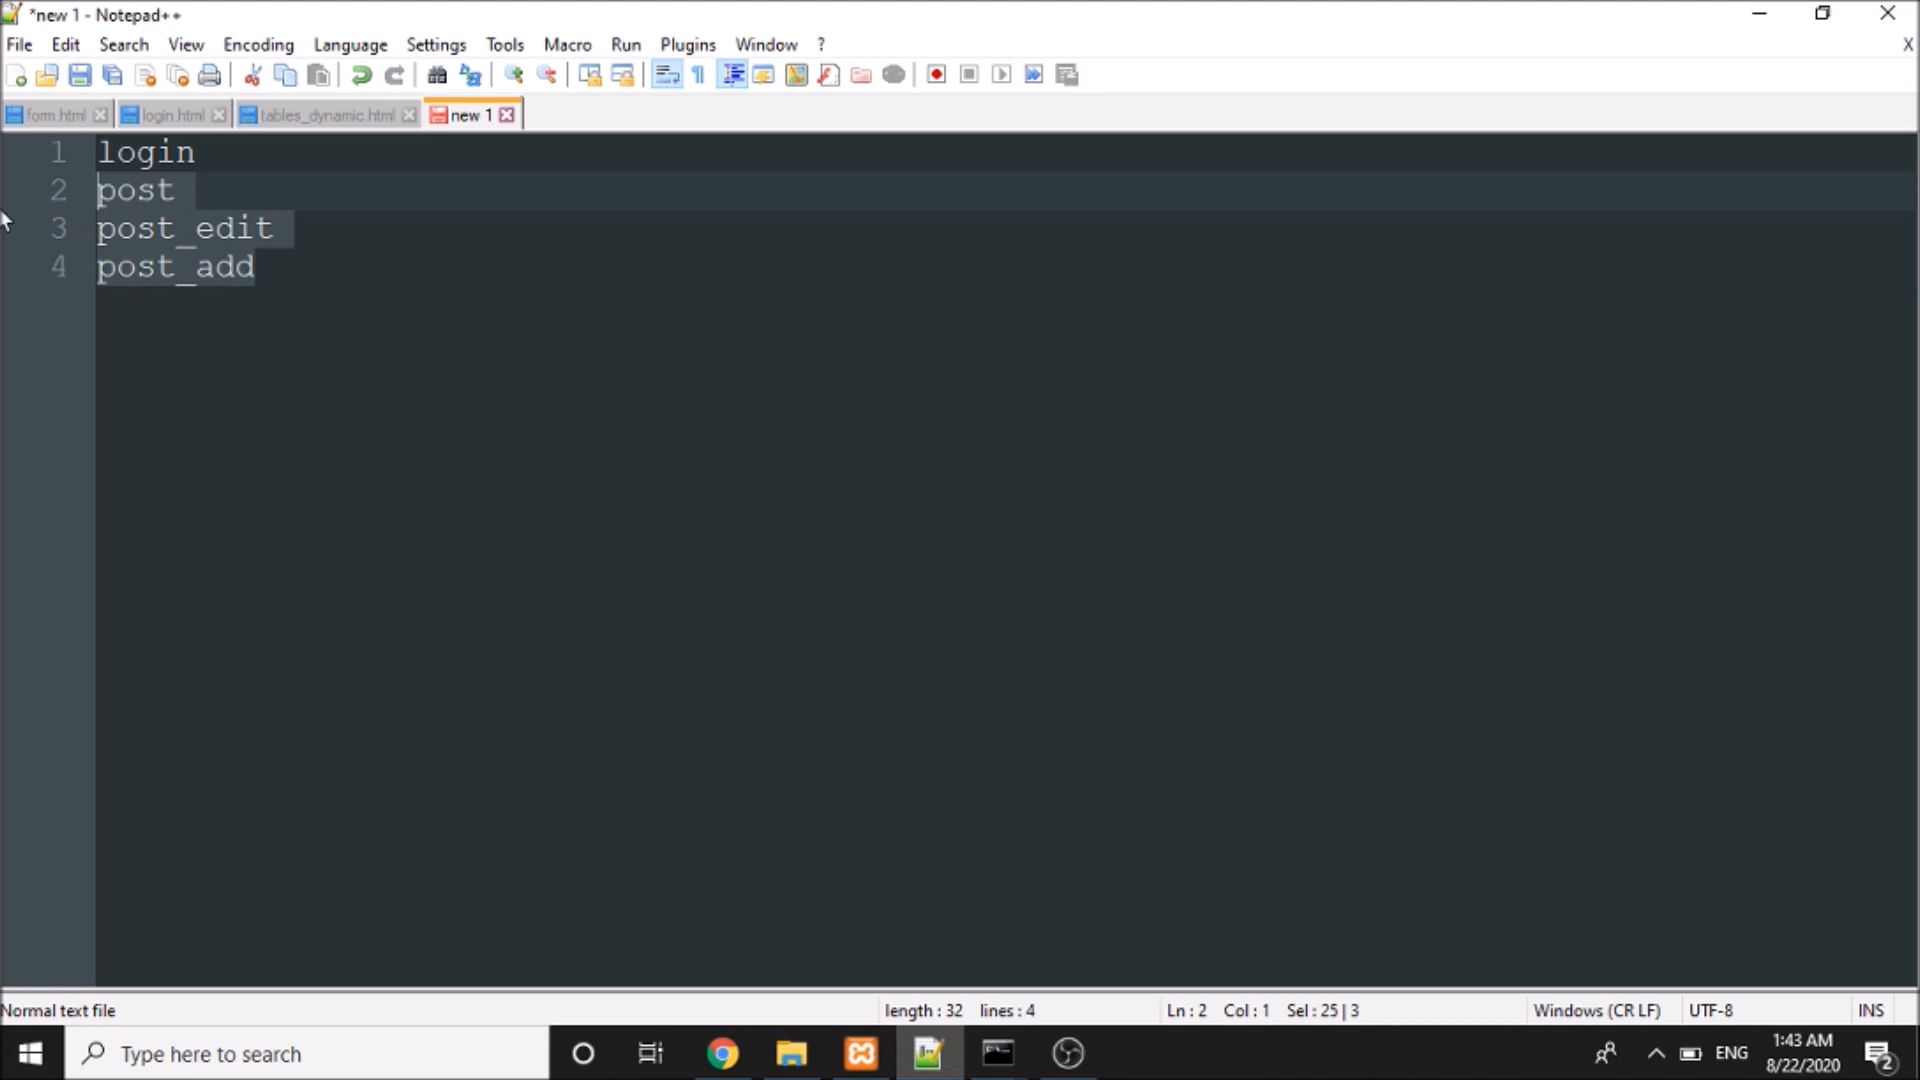 *new 1 - Notepad++
File Edit Search View Encoding Language Settings Tools Macro Run Plugins Window ? X
form.html login.html tables_dynamic.html new 1
1 login
2 post
3 post_edit
4 post_add
Normal text file length : 32 lines : 4 Ln : 2 Col : 1 Sel : 25 | 3 Windows (CR LF) UTF-8 INS
Type here to search ENG 1:43 AM
8/22/2020 2